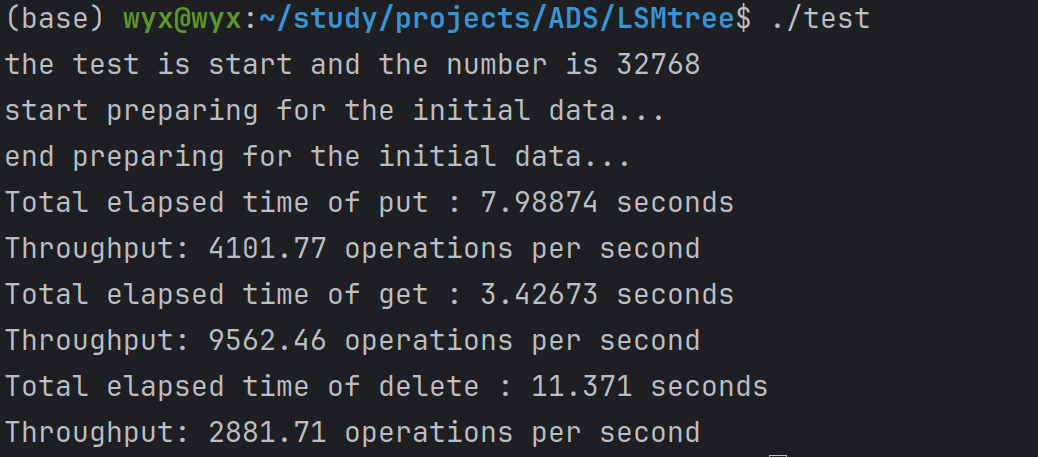 (base) wyx@wyx:~/study/projects/ADS/LSMtree$ ./test
the test is start and the number is 32768
start preparing for the initial data...
end preparing for the initial data...
Total elapsed time of put : 7.98874 seconds
Throughput: 4101.77 operations per second
Total elapsed time of get : 3.42673 seconds
Throughput: 9562.46 operations per second
Total elapsed time of delete : 11.371 seconds
Throughput: 2881.71 operations per second